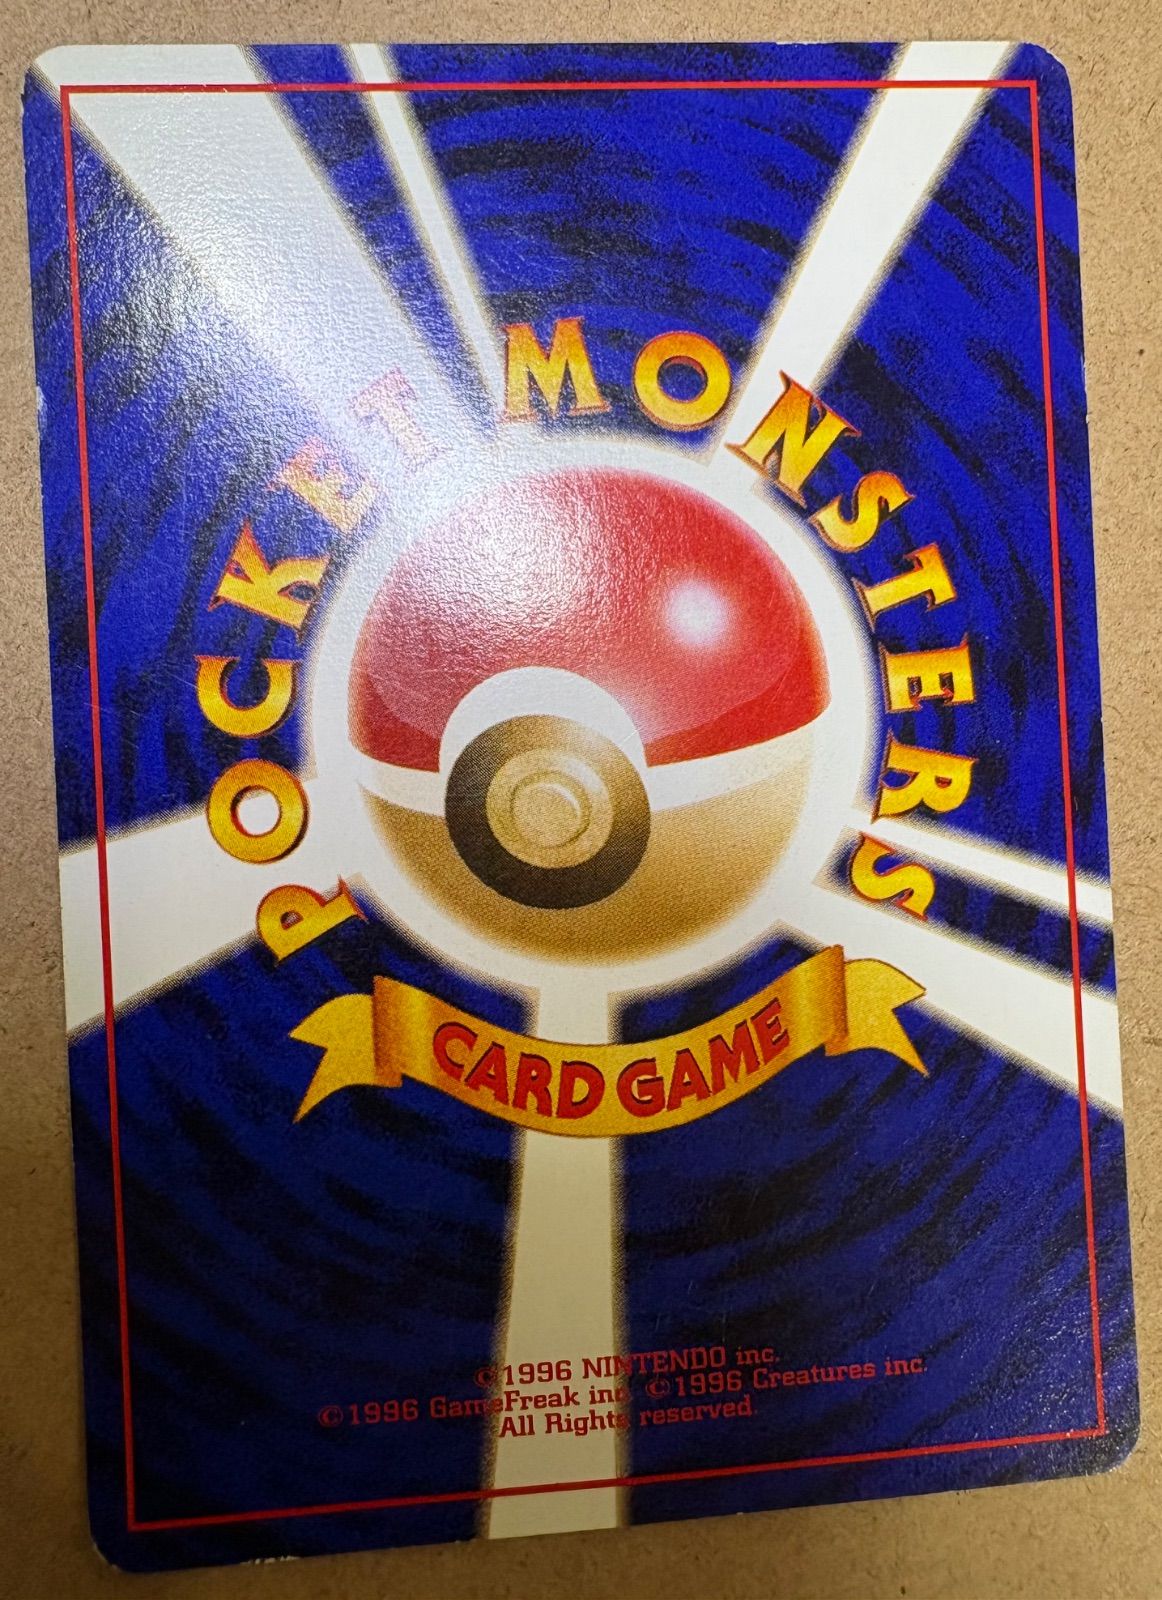 POCKET MONSTERS
CARD GAME
©1996 NINTENDO inc.
©1996 GameFreak inc. ©1996 Creatures inc.
All Rights reserved.